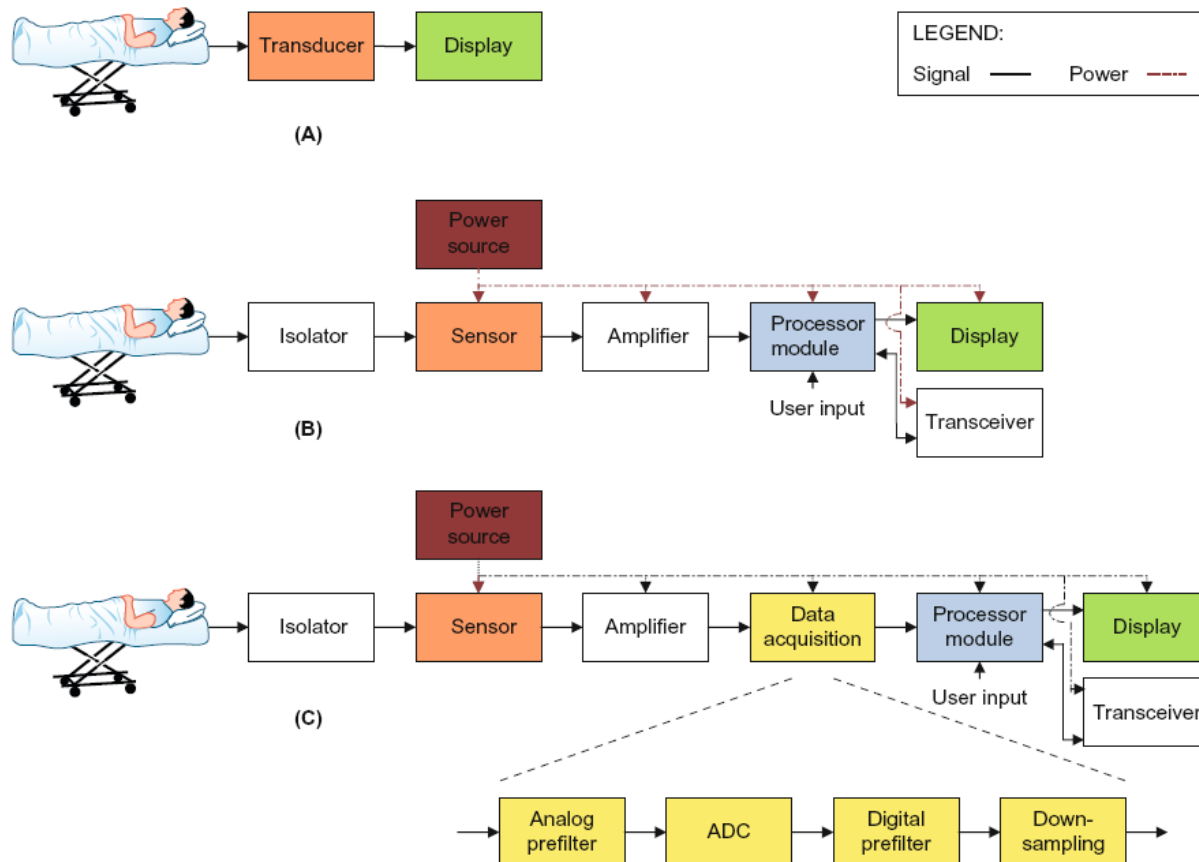 Transducer
Display
LEGEND:
Signal
Power
(A)
Power
source
Isolator
Sensor
Amplifier
Processor
module
Display
User input
Transceiver
(B)
Power
source
Isolator
Sensor
Amplifier
Data
acquisition
Processor
module
Display
User input
Transceiver
(C)
Analog
prefilter
ADC
Digital
prefilter
Down-
sampling